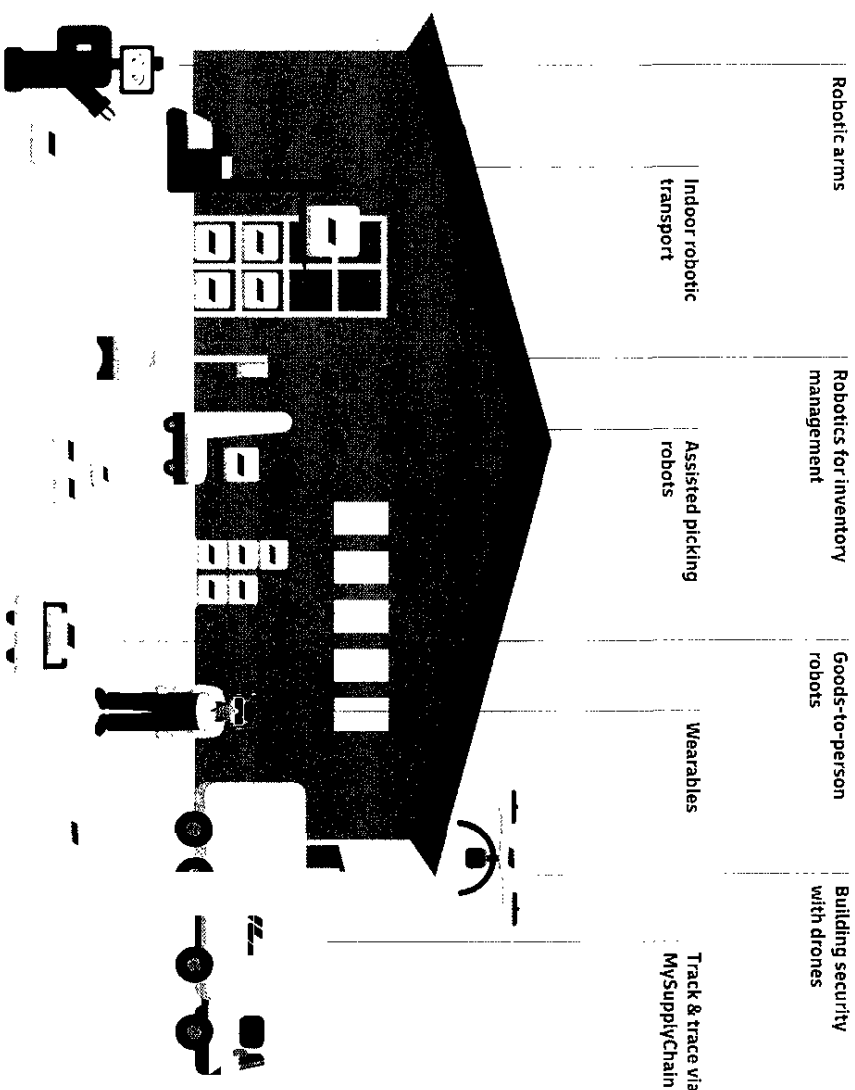 Robotic arms
Indoor robotic
transport
Robotics for inventory
management
Assisted picking
robots
Goods-to-person
robots
Wearables
Building security
with drones
Track & trace via
MySupplyChain